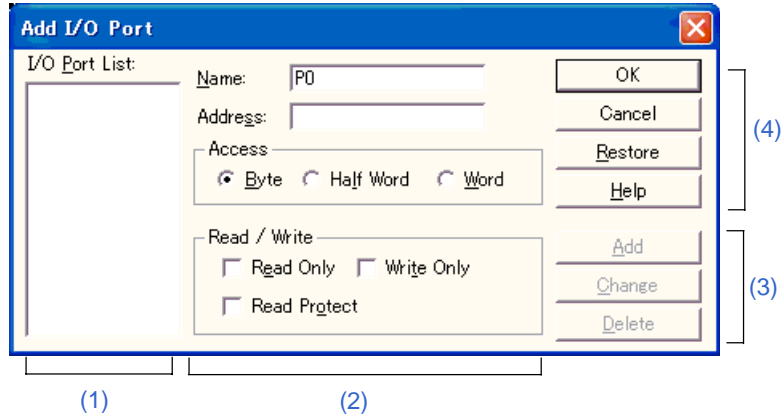 Add I/O Port
I/O Port List:
Name: P0
Address:
Access
Byte Half Word Word
Read / Write
Read Only Write Only
Read Protect
OK
Cancel
Restore
Help
Add
Change
Delete
(4)
(3)
(1) (2)